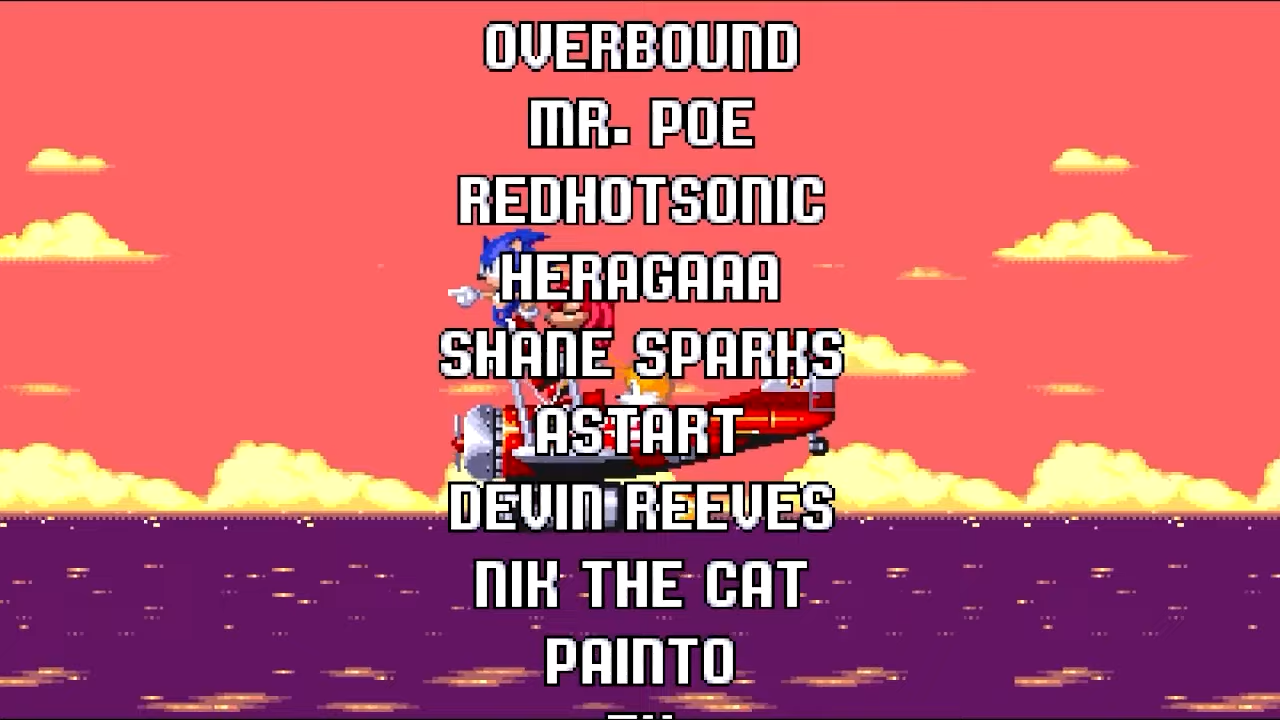 OVERBOUND
MR. POE
REDHOTSONIC
HERAGAAA
SHANE SPARKS
ASTART
DEVIN REEVES
NIK THE CAT
PAINTO